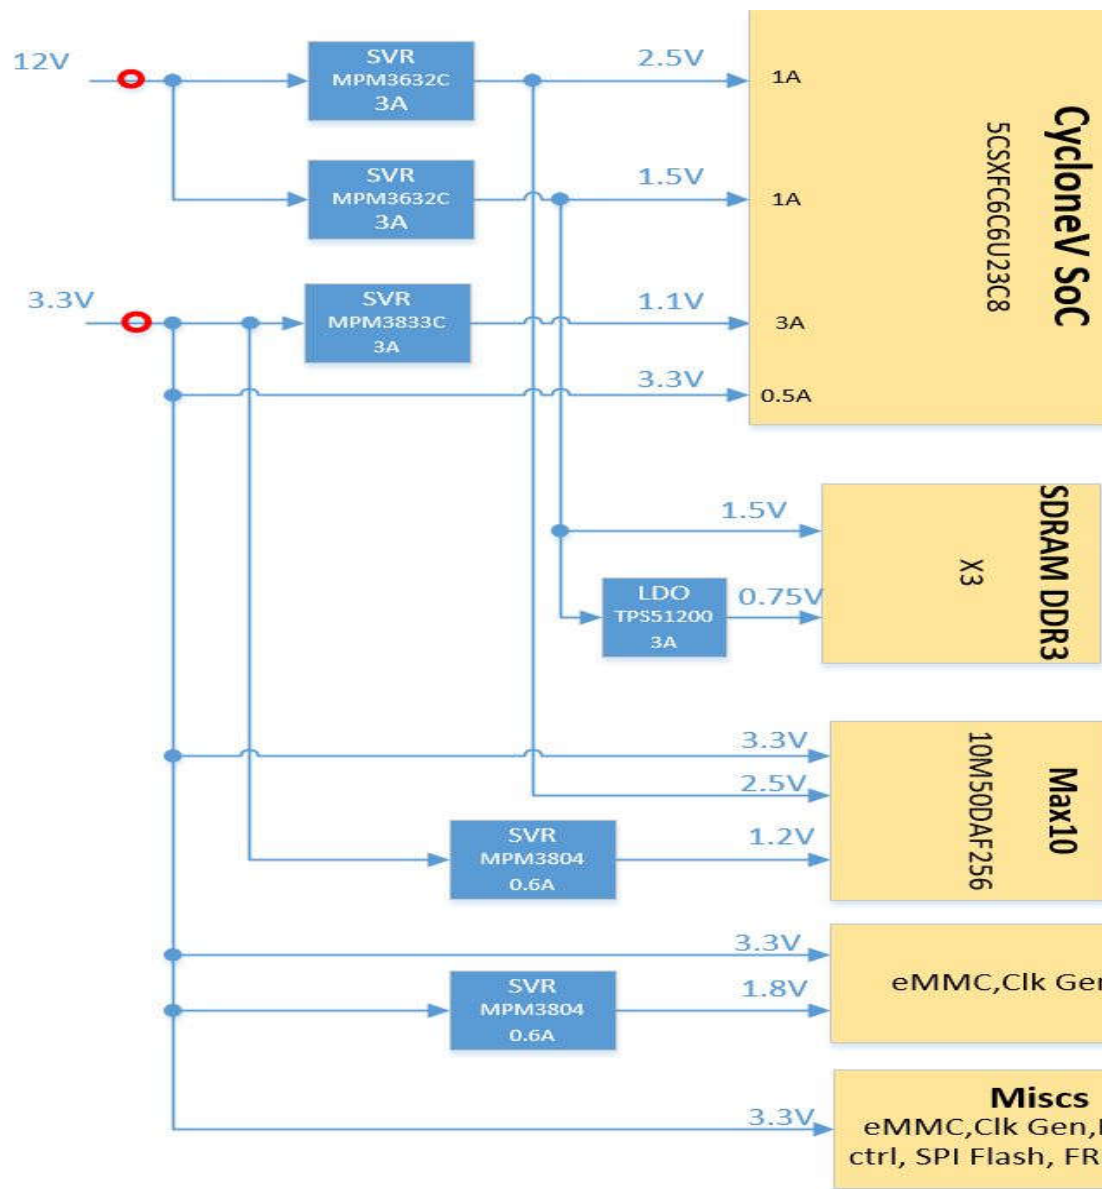 12V
SVR
MPM3632C
3A
2.5V
1A
SVR
MPM3632C
3A
1.5V
1A
3.3V
SVR
MPM3833C
3A
1.1V
3A
3.3V
0.5A
CycloneV SoC
5CSXFC6C6U23C8
1.5V
LDO
TPS51200
3A
0.75V
SDRAM DDR3
X3
3.3V
2.5V
SVR
MPM3804
0.6A
1.2V
Max10
10M50DAF256
3.3V
SVR
MPM3804
0.6A
1.8V
eMMC,Clk Ger
3.3V
Miscs
eMMC,Clk Gen,
ctrl, SPI Flash, FR